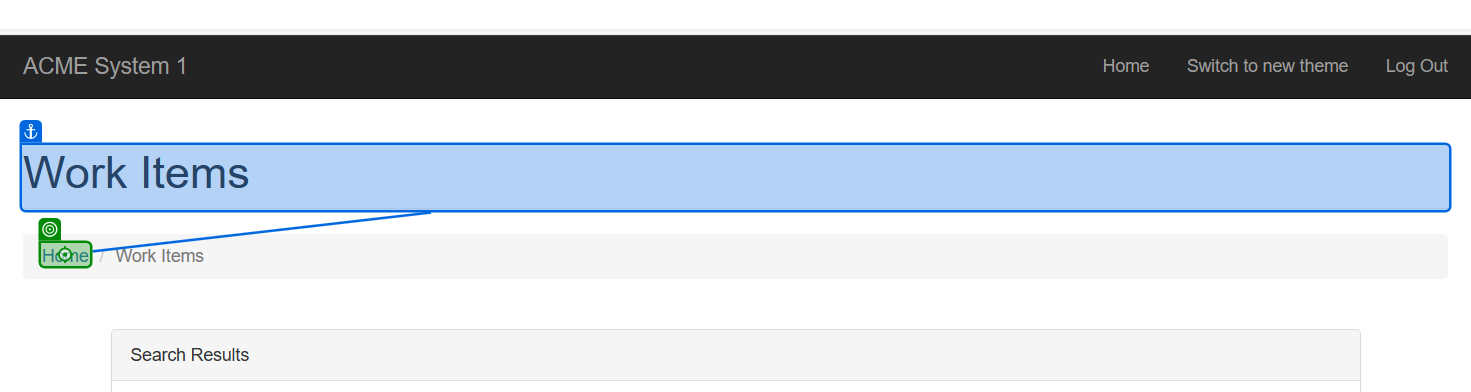 ACME System 1 Home Switch to new theme Log Out
Work Items
Home / Work Items
Search Results